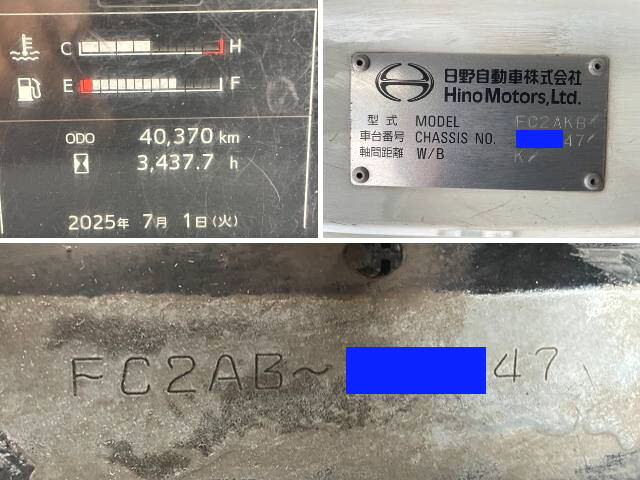 C H
E F
ODO 40,370 km
3,437.7 h
2025年 7月 1日(火)
日野自動車株式会社
Hino Motors, Ltd.
型式 MODEL FC2AKB
車台番号 CHASSIS NO. 47
軸間距離 W/B K
FC2AB~ 47